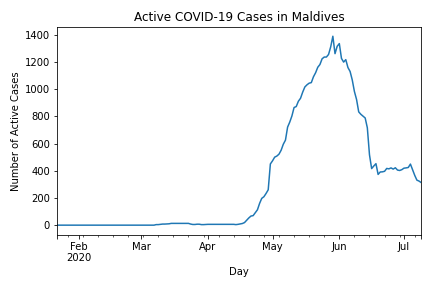 Active COVID-19 Cases in Maldives
1400
1200
1000
800
600
400
200
0
Number of Active Cases
Feb
2020
Mar
Apr
May
Jun
Jul
Day